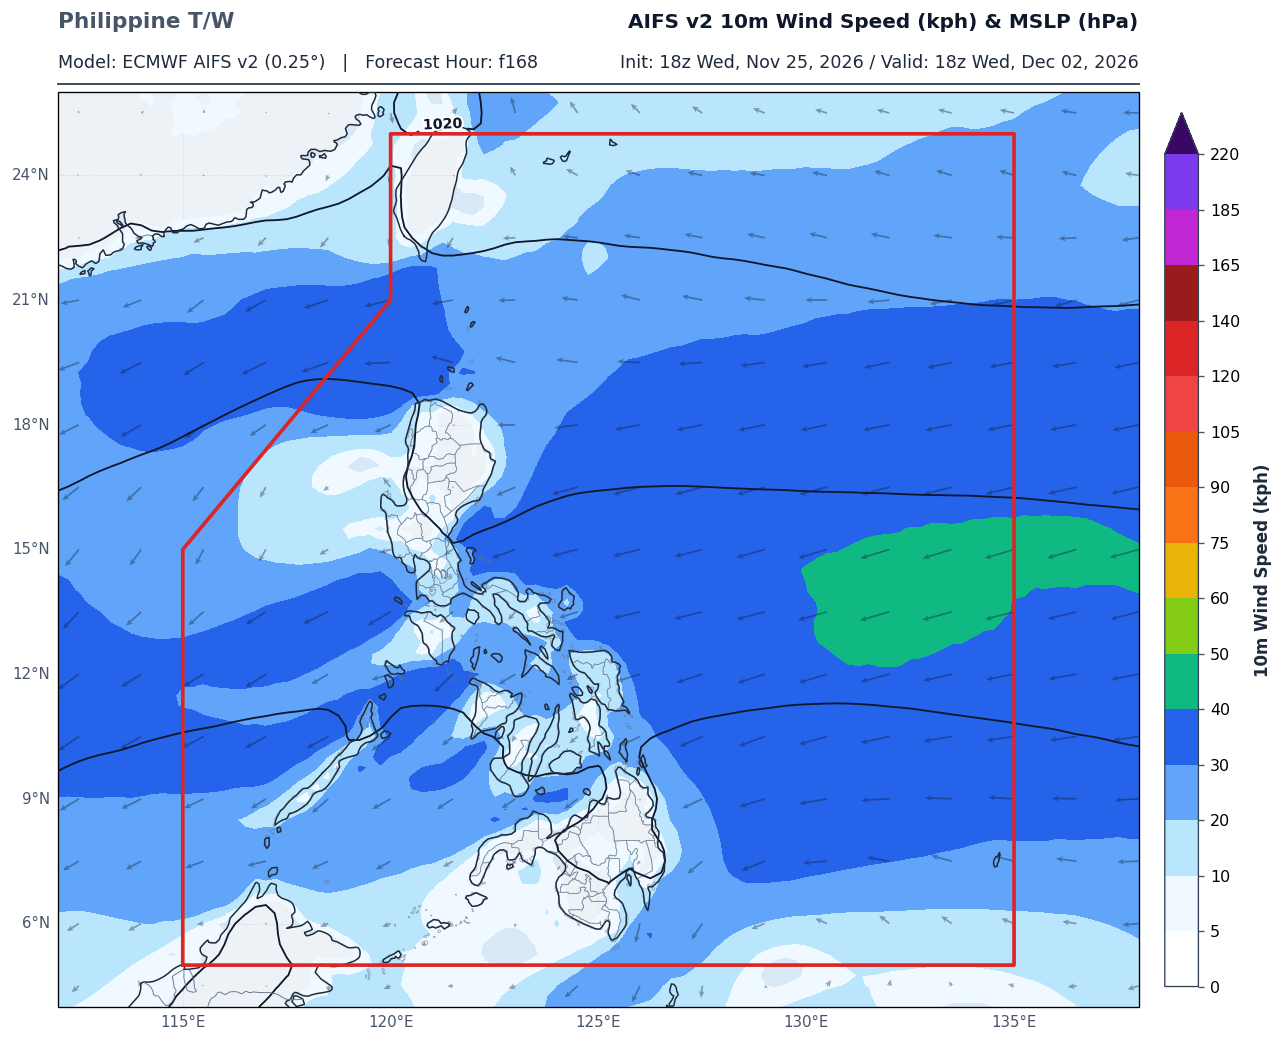 Philippine T/W
AIFS v2 10m Wind Speed (kph) & MSLP (hPa)
Model: ECMWF AIFS v2 (0.25°) | Forecast Hour: f168
Init: 18z Wed, Nov 25, 2026 / Valid: 18z Wed, Dec 02, 2026
1020
24°N
21°N
18°N
15°N
12°N
9°N
6°N
115°E
120°E
125°E
130°E
135°E
220
185
165
140
120
105
90
75
60
50
40
30
20
10
5
0
10m Wind Speed (kph)